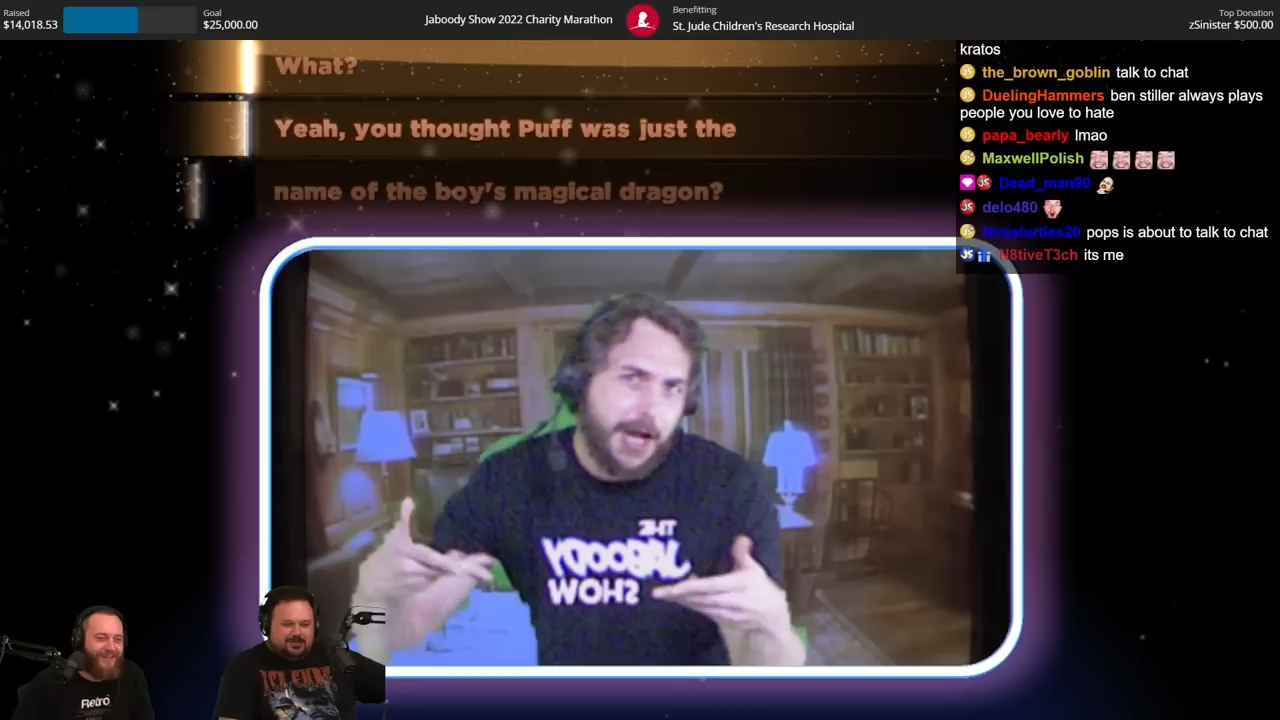 Raised
$14,018.53
Goal
$25,000.00
Jaboody Show 2022 Charity Marathon
Benefitting
St. Jude Children's Research Hospital
Top Donation
zSinister $500.00
What?
Yeah, you thought Puff was just the
name of the boy's magical dragon?
kratos
the_brown_goblin talk to chat
DuelingHammers ben stiller always plays
people you love to hate
papa_bearly lmao
MaxwellPolish
Dead_man90
delo480
Ninjaturtles20 pops is about to talk to chat
N8tiveT3ch its me
THE
JABOODY
SHOW
Retro